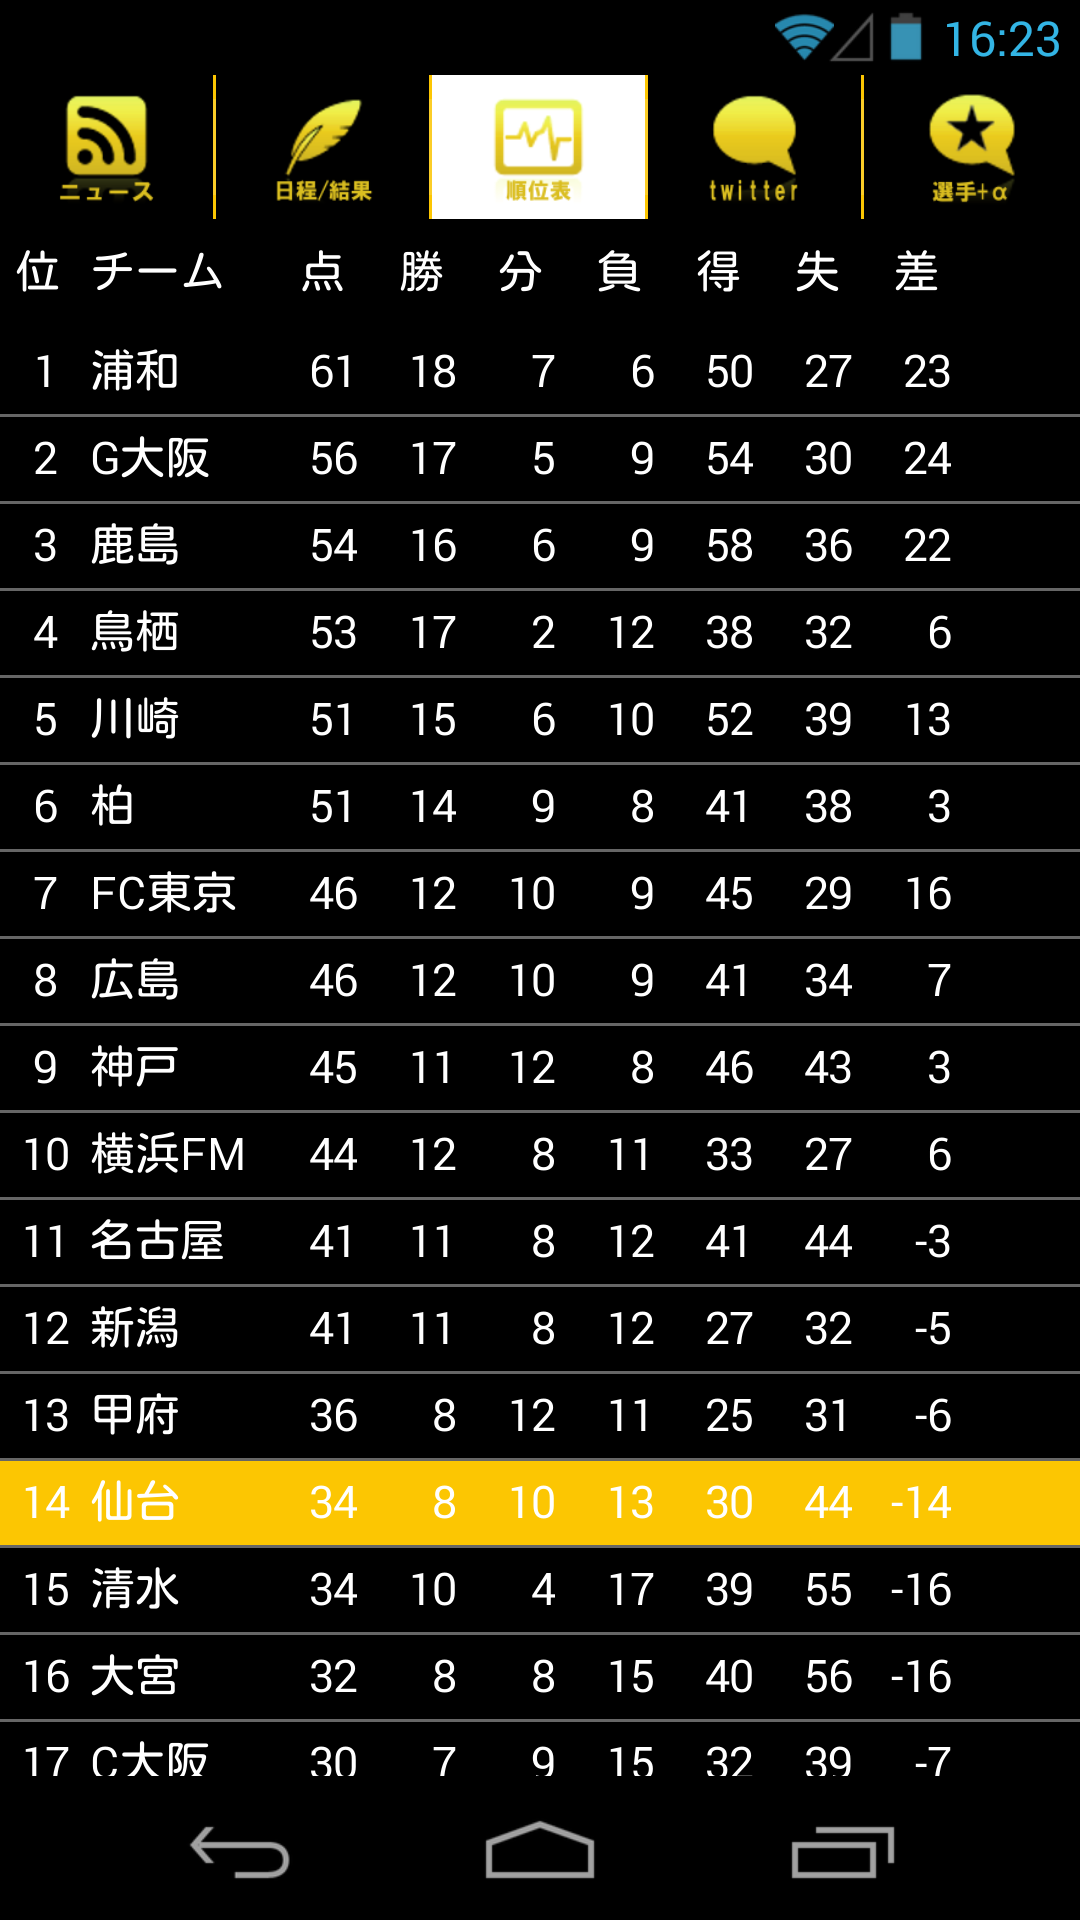 16:23
ニュース 日程/結果 順位表 twitter 選手+α
位 チーム 点 勝 分 負 得 失 差
1 浦和 61 18 7 6 50 27 23
2 G大阪 56 17 5 9 54 30 24
3 鹿島 54 16 6 9 58 36 22
4 鳥栖 53 17 2 12 38 32 6
5 川崎 51 15 6 10 52 39 13
6 柏 51 14 9 8 41 38 3
7 FC東京 46 12 10 9 45 29 16
8 広島 46 12 10 9 41 34 7
9 神戸 45 11 12 8 46 43 3
10 横浜FM 44 12 8 11 33 27 6
11 名古屋 41 11 8 12 41 44 -3
12 新潟 41 11 8 12 27 32 -5
13 甲府 36 8 12 11 25 31 -6
14 仙台 34 8 10 13 30 44 -14
15 清水 34 10 4 17 39 55 -16
16 大宮 32 8 8 15 40 56 -16
17 C大阪 30 7 9 15 32 39 -7